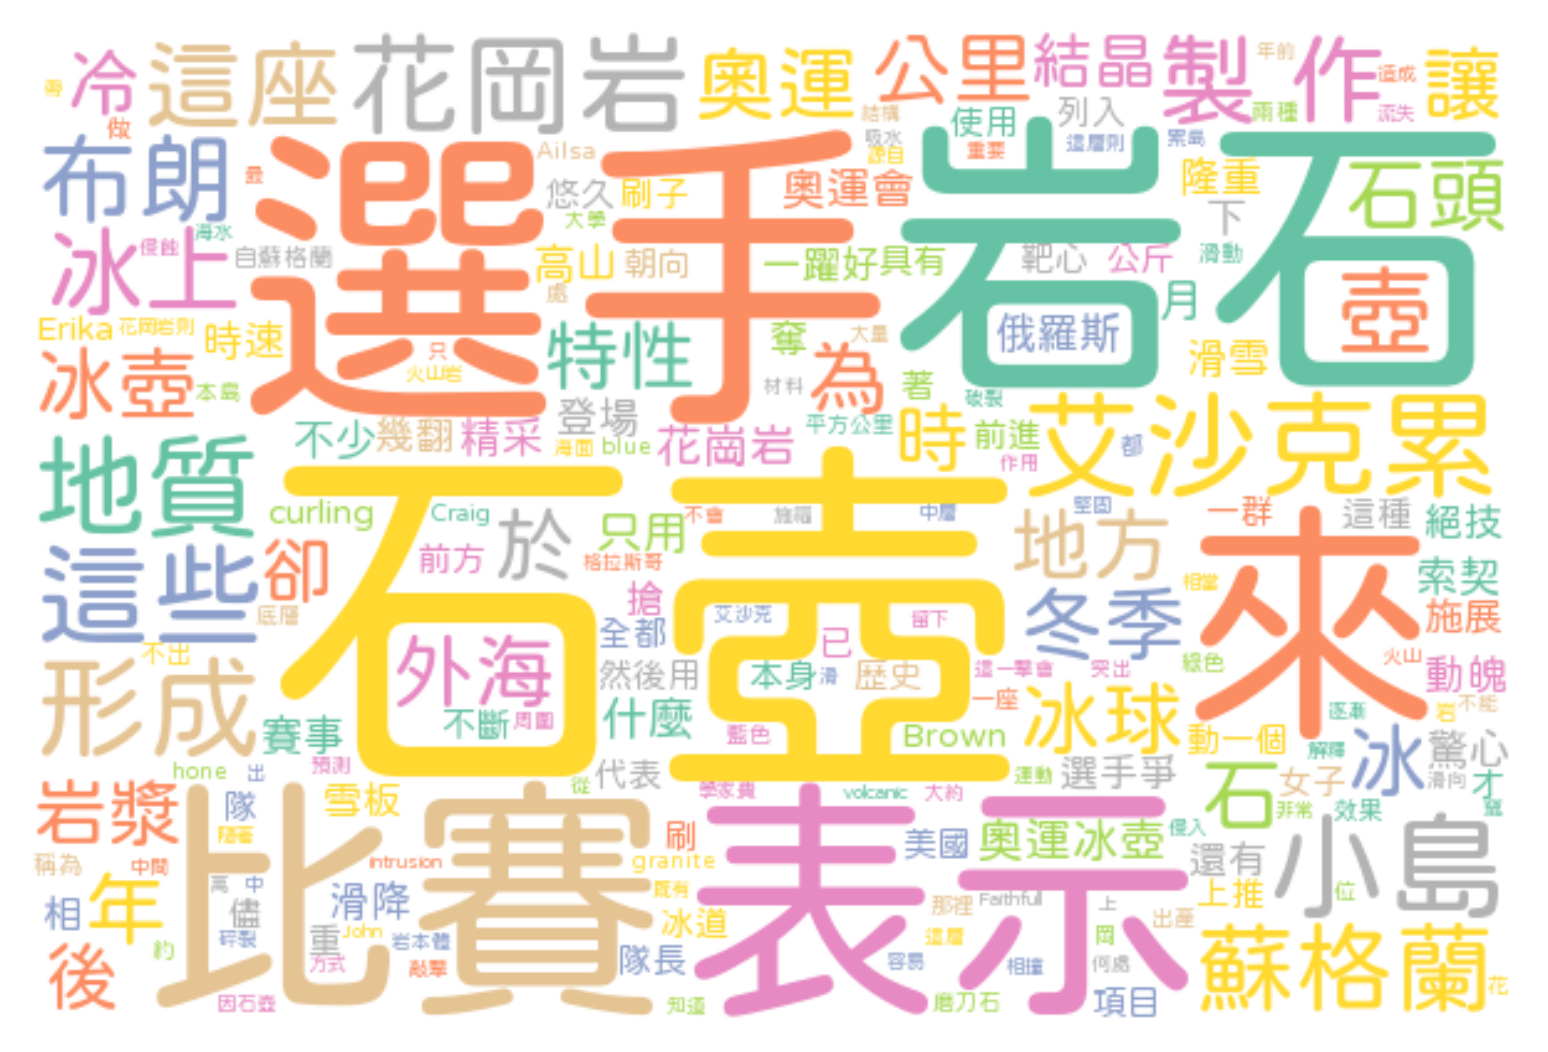 冷
這座
花岡岩
奧運
公里
結晶
製作
年前
造成
讓
做
結構
使用
列入
兩種
流失
布朗
最
選手
Ailsa
吸水
源自
重要
岩石
這層則
索島
悠久
刷子
奧運會
隆重
石頭
大學
海水
冰上
侵蝕
自蘇格蘭
高山
朝向
一躍好
具有
靶心
公斤
下
滑動
處
月
壺
Erika
花岡岩則
時速
只
火山岩
特性
奪
大量
俄羅斯
滑雪
為
冰壺
本島
材料
著
破裂
登場
平方公里
艾沙克累
不少
幾翻
精采
海面
blue
花崗岩
時
前進
作用
都
地質
curling
Craig
於
只用
不會
中層
堅固
一群
這種
絕技
地方
來
這些
卻
前方
格拉斯哥
索契
底層
搶
艾沙克
留下
相當
冬季
施展
石壺
外海
全都
已
不出
然後用
本身
滑
歷史
這一擊會
突出
綠色
火山
動魄
形成
賽事
不斷
周圍
什麼
藍色
Brown
一座
冰球
逐漸
岩
不能
動一個
hone
出
預測
從
代表
運動
選手爭
解釋
冰
驚心
滑向
才
女子
岩漿
比賽
隊
雪板
學家費
volcanic
大約
表示
石
非常
效果
隨著
刷
美國
奧運冰壺
侵入
小島
稱為
中間
intrusion
granite
還有
年
中
滑降
既有
那裡
Faithful
上
上推
位
相
儘
冰道
出產
碎裂
重
John
岩本體
這層
岡
蘇格蘭
後
約
方式
敲擊
隊長
容易
相撞
何處
因石壺
知道
磨刀石
項目
花